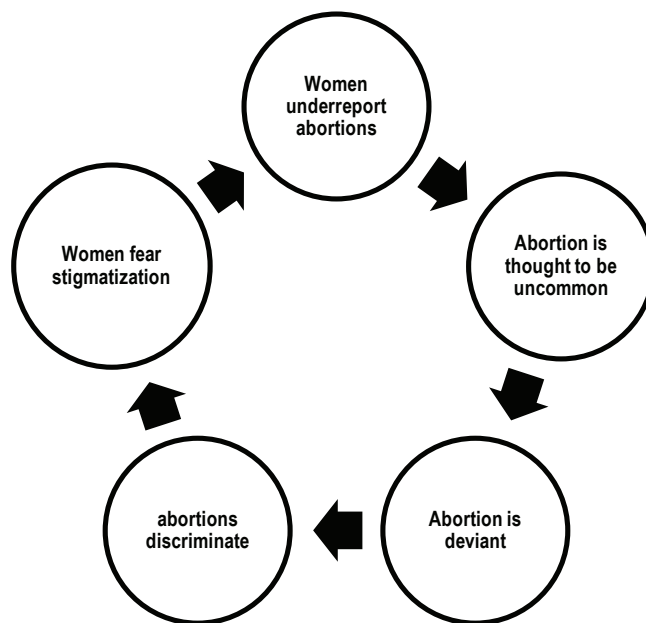 Women
underreport
abortions
Abortion is
thought to be
uncommon
Abortion is
deviant
abortions
discriminate
Women fear
stigmatization